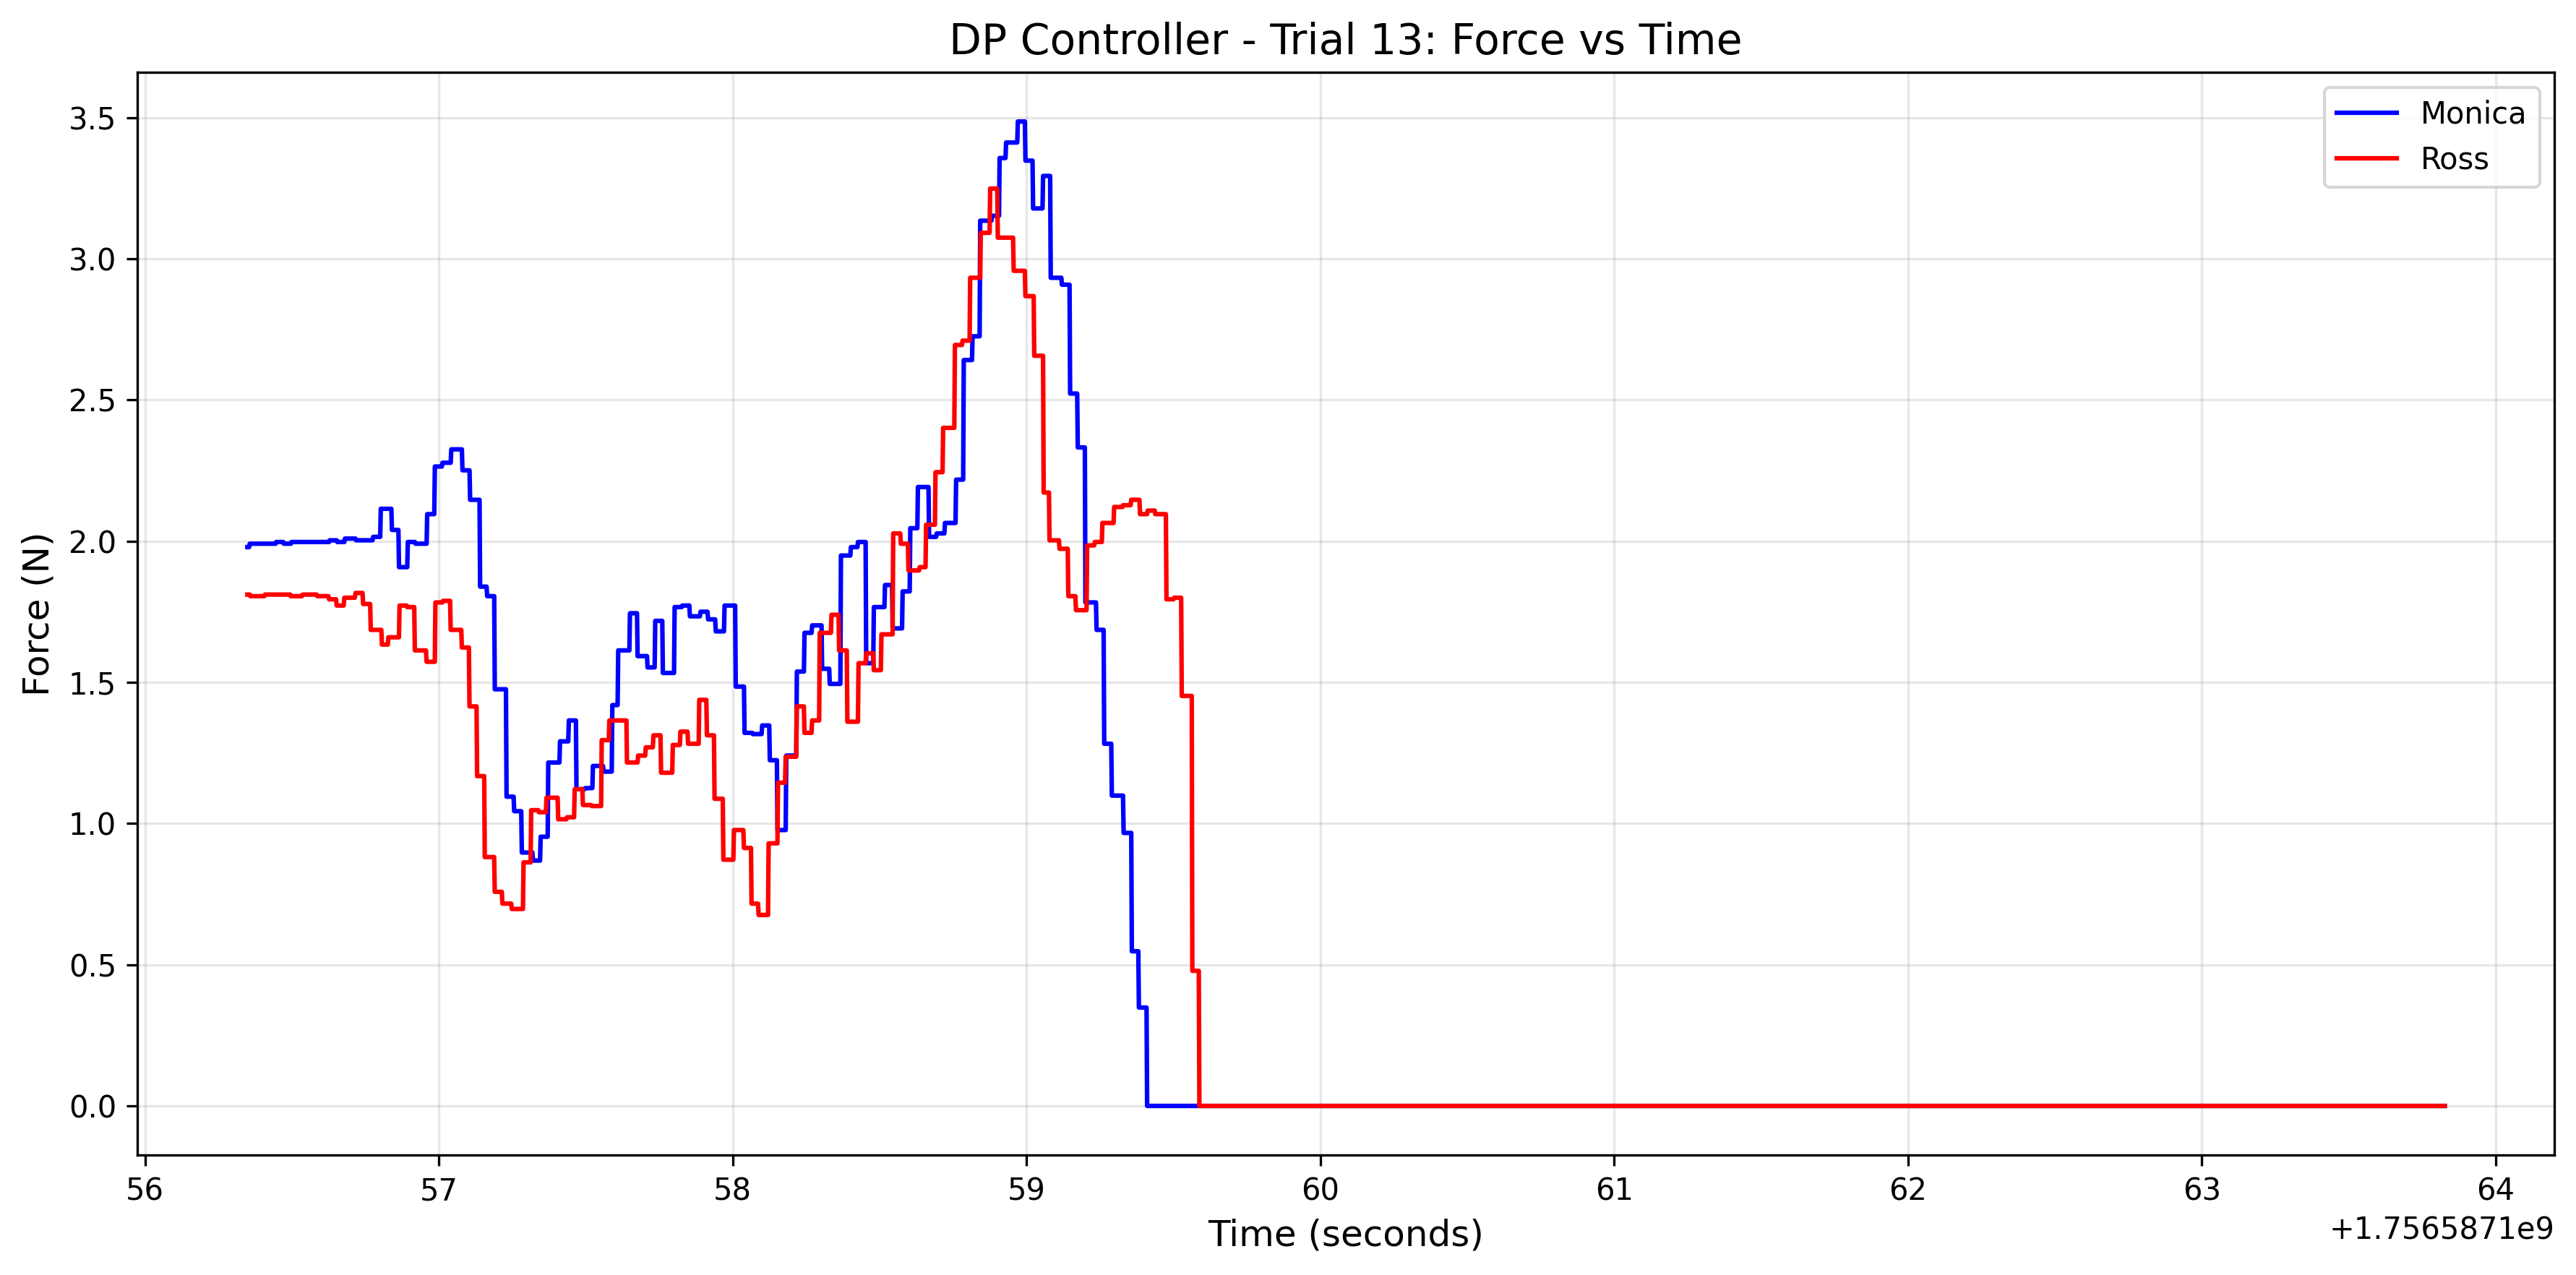 DP Controller - Trial 13: Force vs Time
Monica
Ross
Force (N)
3.5
3.0
2.5
2.0
1.5
1.0
0.5
0.0
56 57 58 59 60 61 62 63 64
Time (seconds)
+1.7565871e9